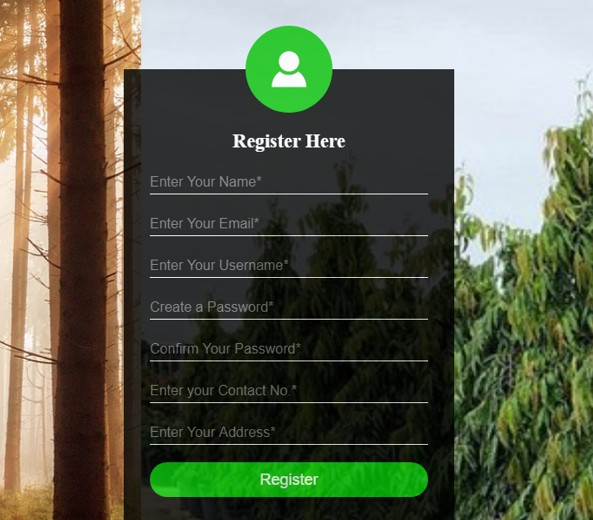 Register Here
Enter Your Name*
Enter Your Email*
Enter Your Username*
Create a Password*
Confirm Your Password*
Enter your Contact No.*
Enter Your Address*
Register